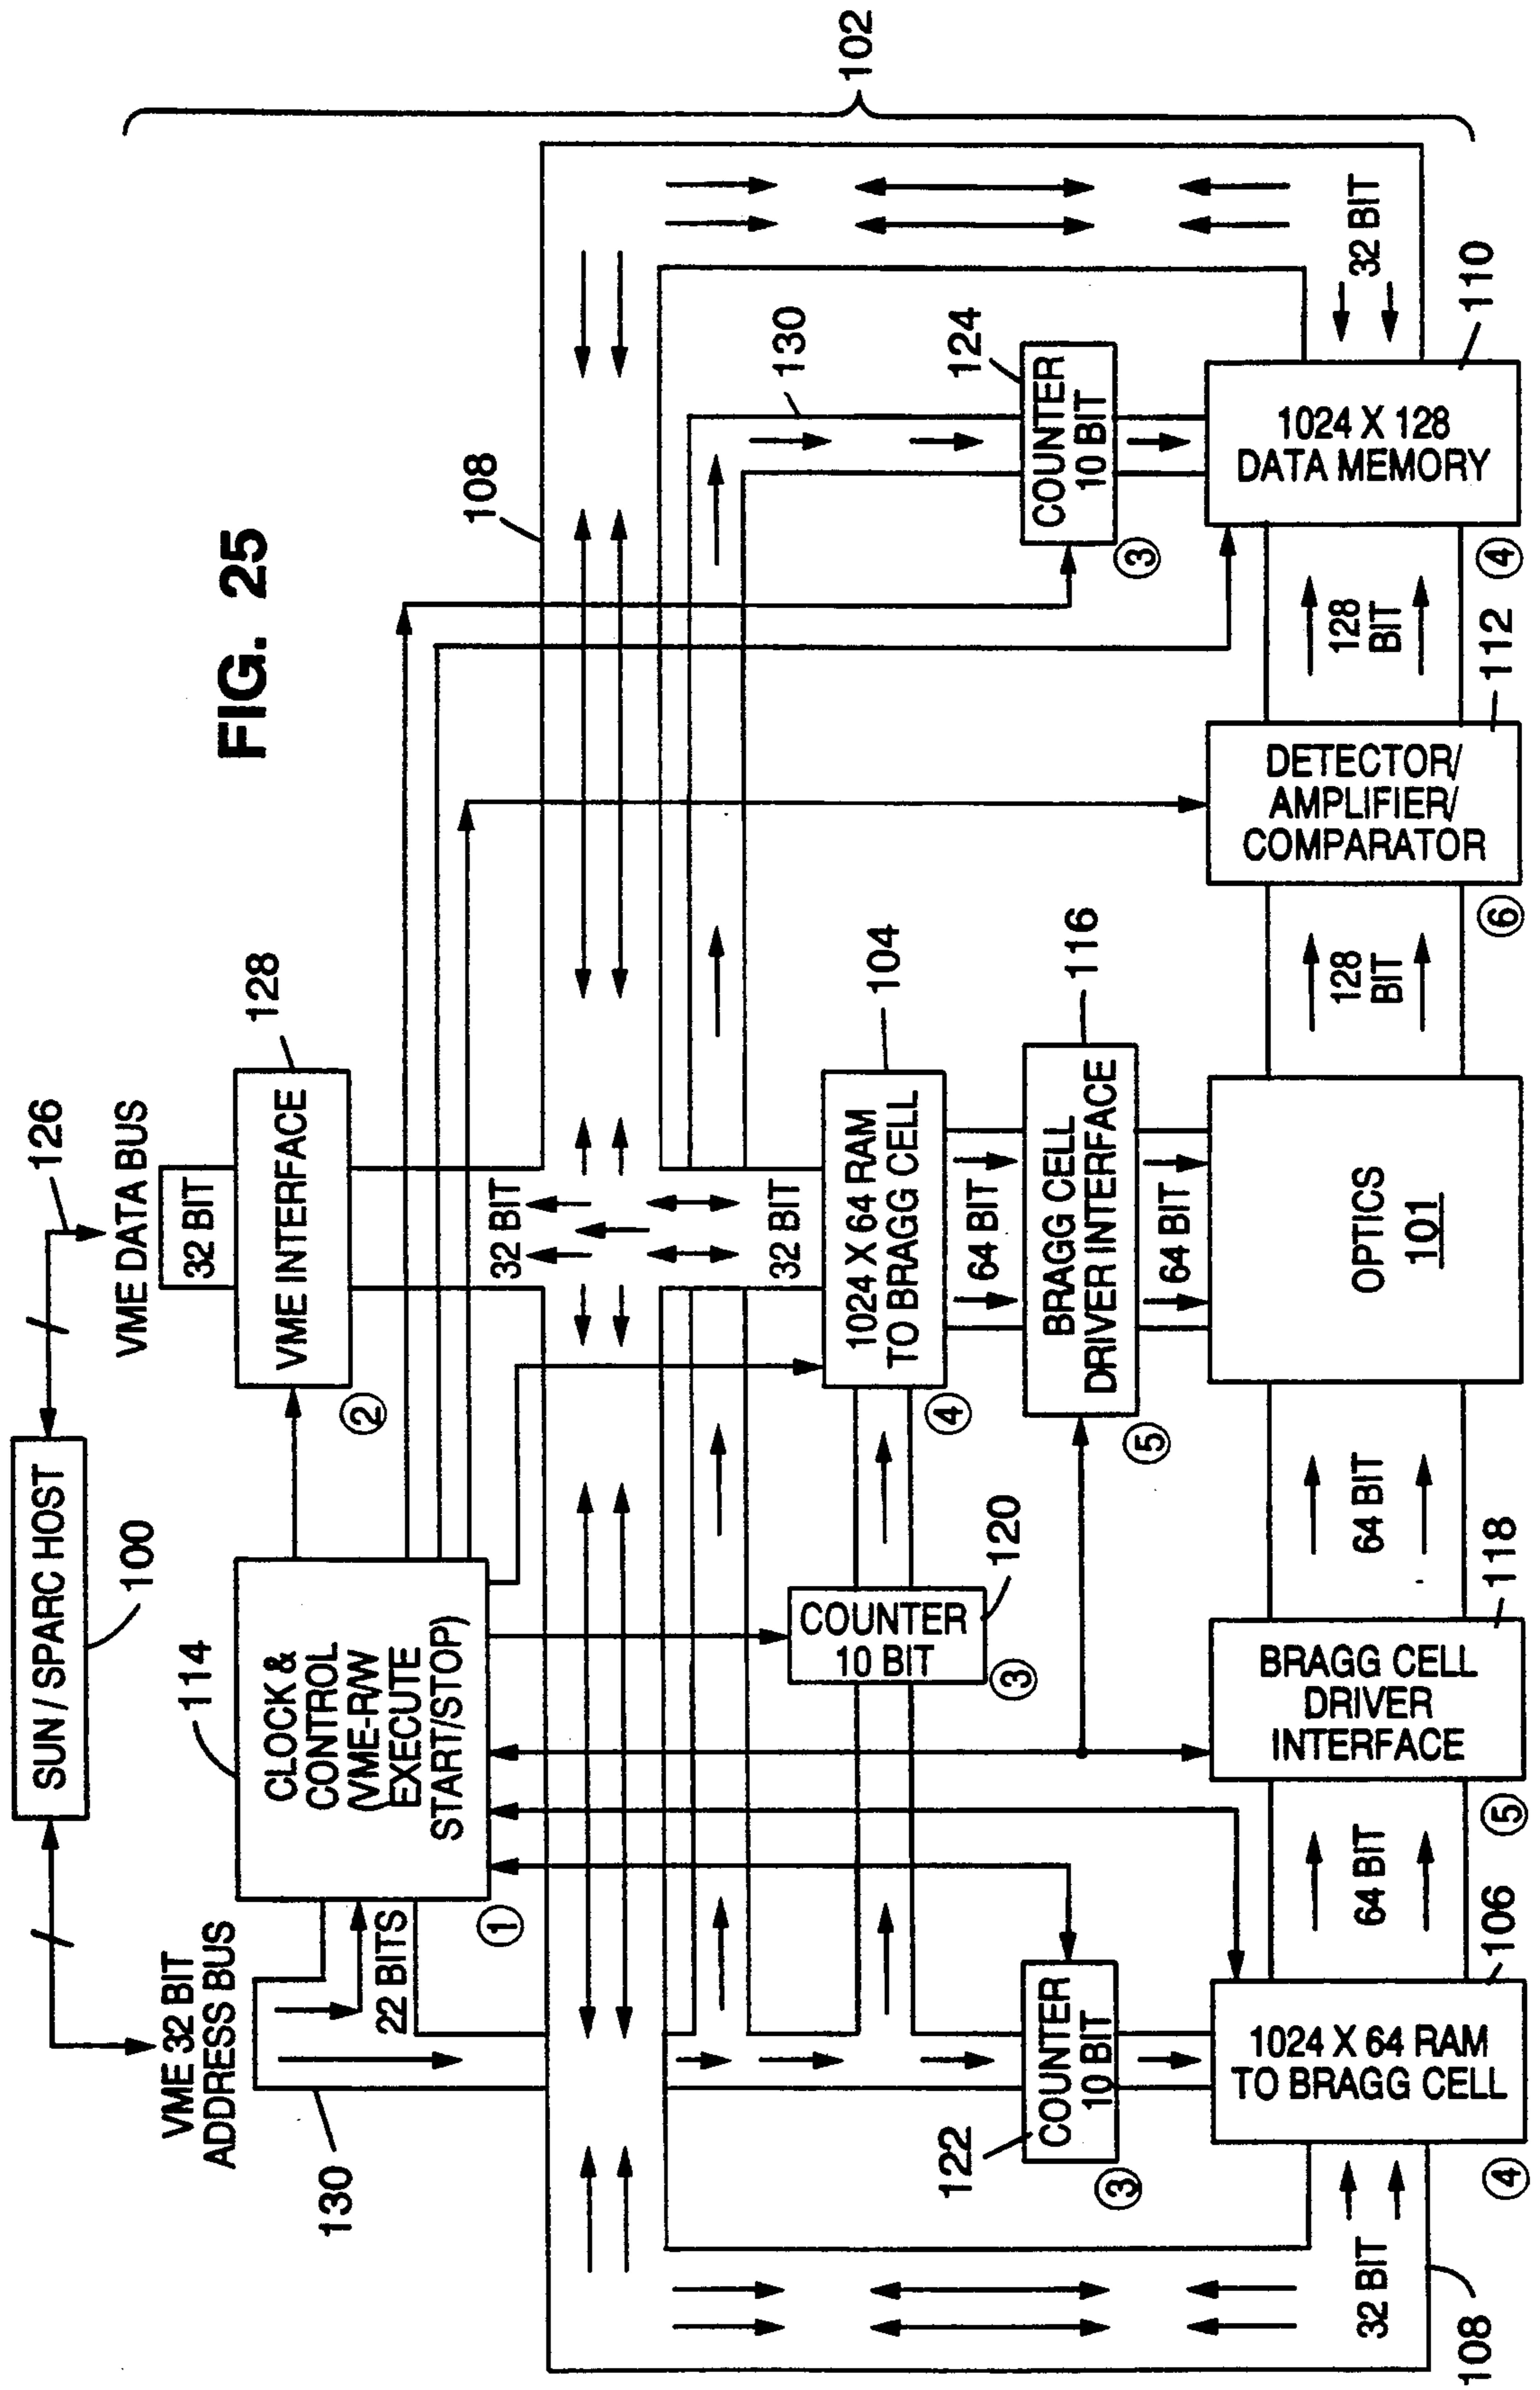 FIG. 25
SUN / SPARC HOST
100
126
VME 32 BIT
ADDRESS BUS
130
VME DATA BUS
32 BIT
114
CLOCK &
CONTROL
(VME-R/W
EXECUTE
START/STOP)
22 BITS
①
VME INTERFACE
128
②
102
108
32 BIT
32 BIT
130
COUNTER
10 BIT
120
③
1024 X 64 RAM
TO BRAGG CELL
104
④
64 BIT
BRAGG CELL
DRIVER INTERFACE
116
⑤
64 BIT
122
COUNTER
10 BIT
③
124
COUNTER
10 BIT
③
32 BIT
108
1024 X 64 RAM
TO BRAGG CELL
106
④
64 BIT
BRAGG CELL
DRIVER
INTERFACE
118
⑤
64 BIT
OPTICS
101
128
BIT
DETECTOR/
AMPLIFIER/
COMPARATOR
112
⑥
128
BIT
1024 X 128
DATA MEMORY
110
④
32 BIT